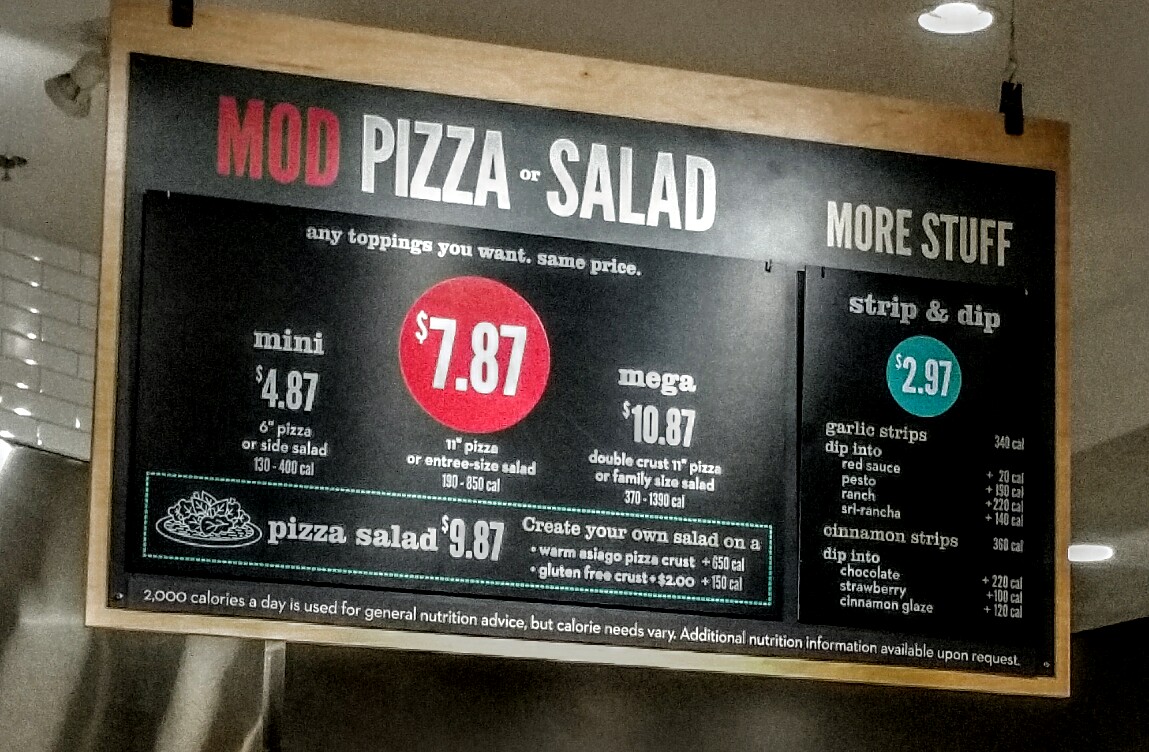 MOD PIZZA or SALAD
any toppings you want. same price.
mini
$4.87
6" pizza
or side salad
130 - 400 cal
$7.87
11" pizza
or entree-size salad
190 - 850 cal
mega
$10.87
double crust 11" pizza
or family size salad
370 - 1390 cal
pizza salad $9.87
Create your own salad on a
• warm asiago pizza crust +650 cal
• gluten free crust • $2.00 +150 cal
MORE STUFF
strip & dip
$2.97
garlic strips 340 cal
dip into
red sauce + 20 cal
pesto + 190 cal
ranch +220 cal
sri-rancha + 140 cal
cinnamon strips 360 cal
dip into
chocolate + 220 cal
strawberry +100 cal
cinnamon glaze + 120 cal
2,000 calories a day is used for general nutrition advice, but calorie needs vary. Additional nutrition information available upon request.